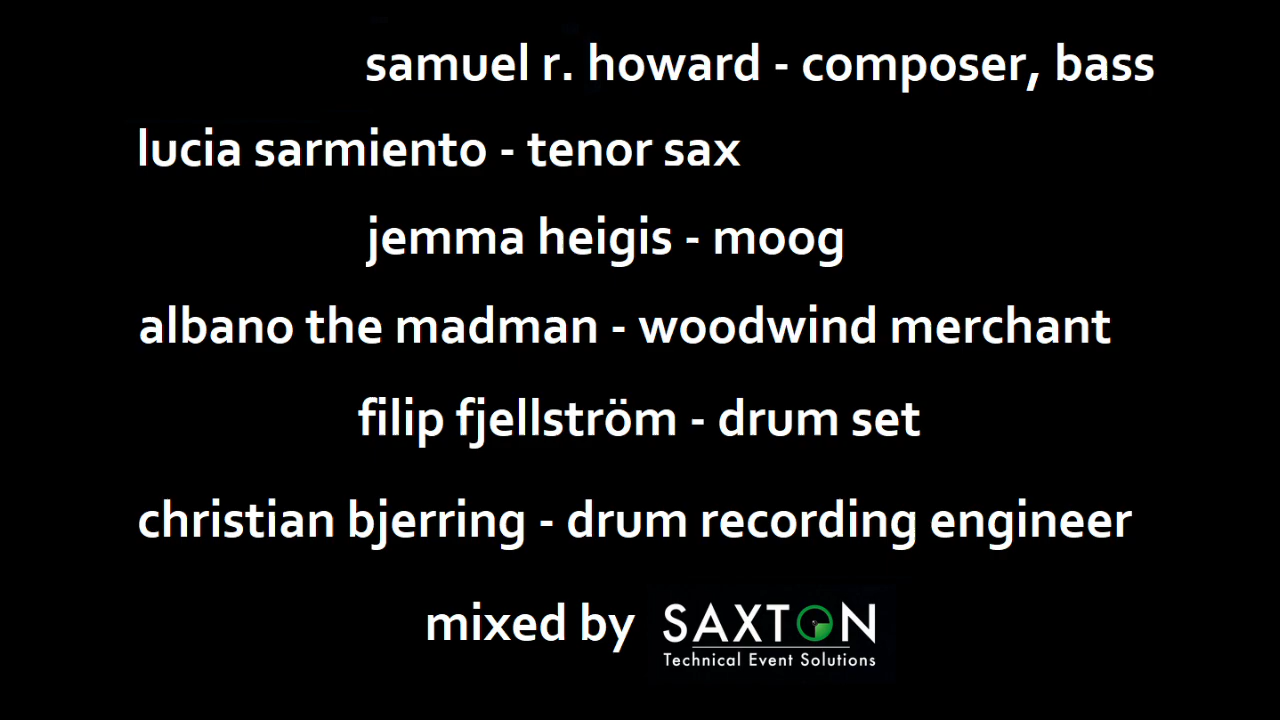 samuel r. howard - composer, bass
lucia sarmiento - tenor sax
jemma heigis - moog
albano the madman - woodwind merchant
filip fjellström - drum set
christian bjerring - drum recording engineer
mixed by SAXTON
Technical Event Solutions